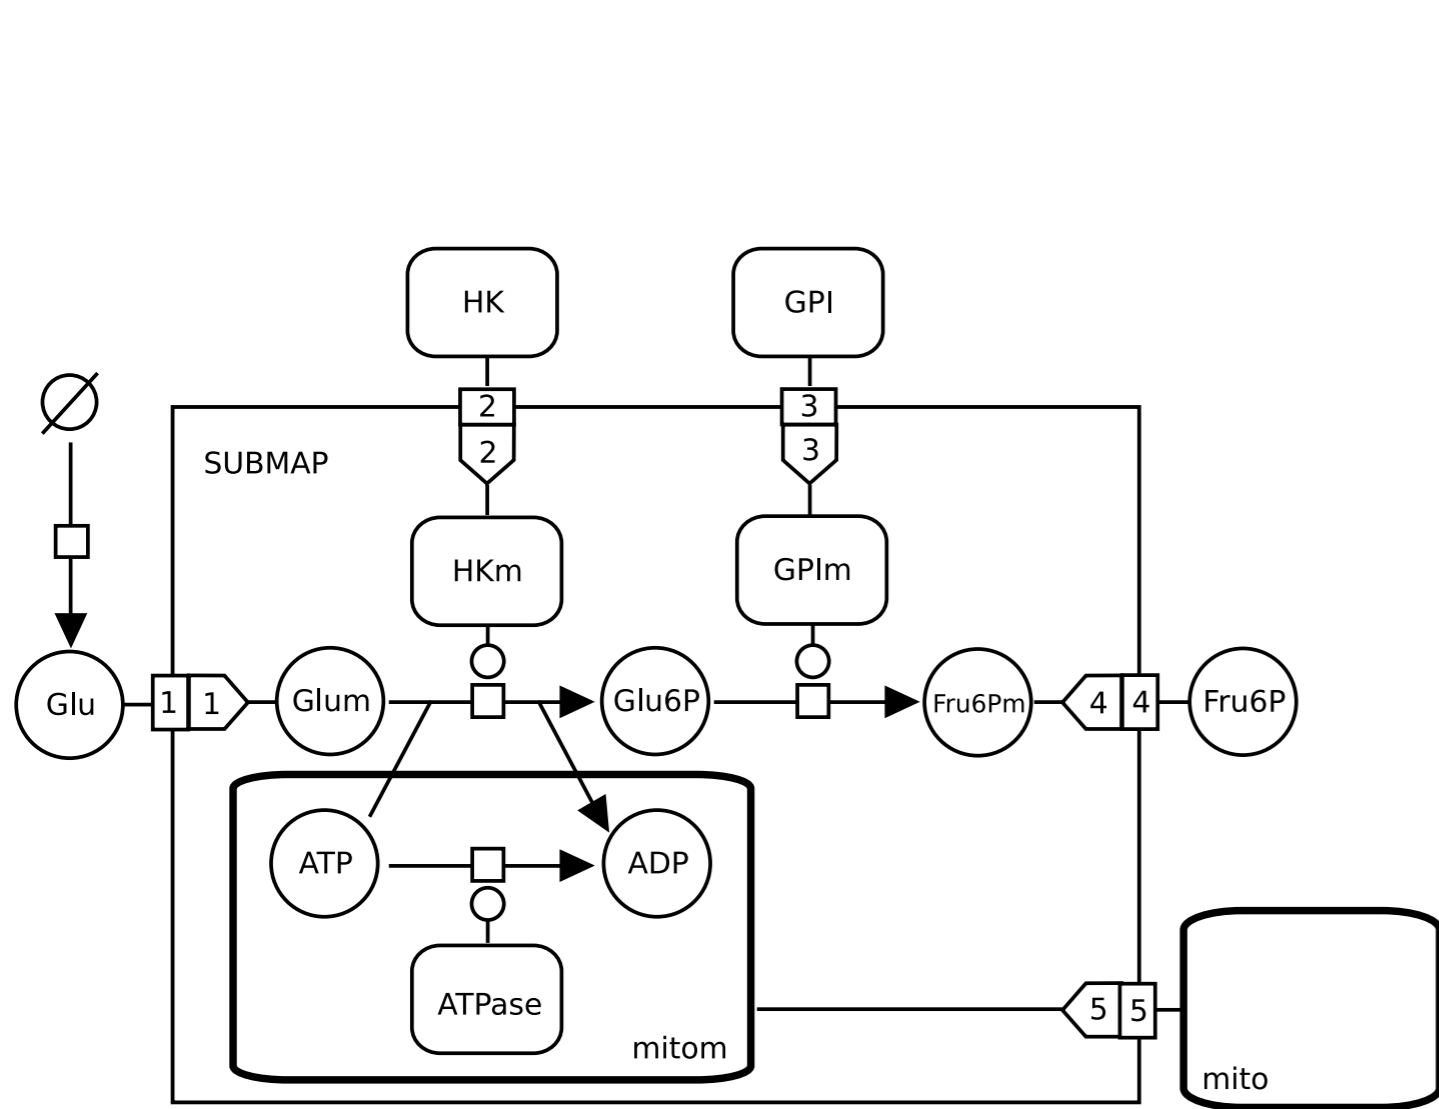 HK
GPI
2
3
SUBMAP
2
3
HKm
GPIm
Glu
1
1
Glum
Glu6P
Fru6Pm
4
4
Fru6P
ATP
ADP
ATPase
5
5
mitom
mito